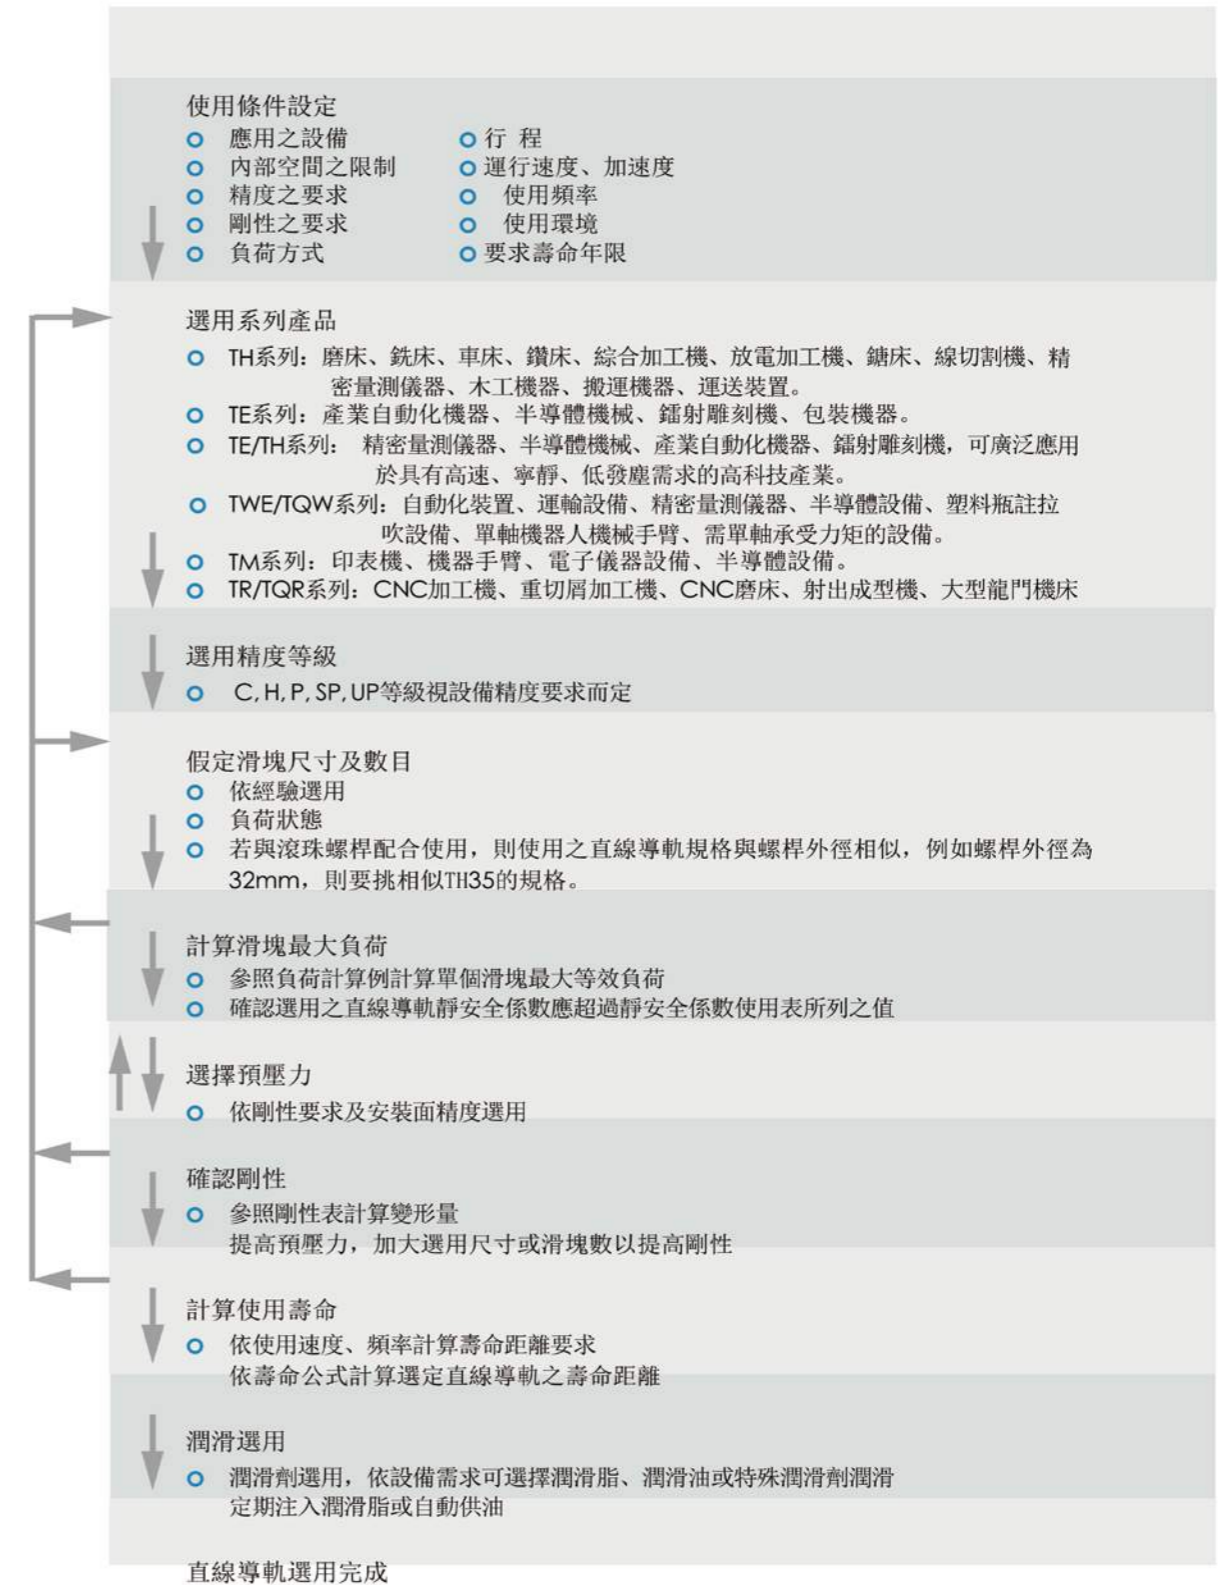 使用條件設定
應用之設備 行 程
內部空間之限制 運行速度、加速度
精度之要求 使用頻率
剛性之要求 使用環境
負荷方式 要求壽命年限
選用系列產品
TH系列：磨床、銑床、車床、鑽床、綜合加工機、放電加工機、鏜床、線切割機、精
密量測儀器、木工機器、搬運機器、運送裝置。
TE系列：產業自動化機器、半導體機械、鐳射雕刻機、包裝機器。
TE/TH系列： 精密量測儀器、半導體機械、產業自動化機器、鐳射雕刻機，可廣泛應用
於具有高速、寧靜、低發塵需求的高科技產業。
TWE/TQW系列：自動化裝置、運輸設備、精密量測儀器、半導體設備、塑料瓶註拉
吹設備、單軸機器人機械手臂、需單軸承受力矩的設備。
TM系列：印表機、機器手臂、電子儀器設備、半導體設備。
TR/TQR系列：CNC加工機、重切屑加工機、CNC磨床、射出成型機、大型龍門機床
選用精度等級
C, H, P, SP, UP等級視設備精度要求而定
假定滑塊尺寸及數目
依經驗選用
負荷狀態
若與滾珠螺桿配合使用，則使用之直線導軌規格與螺桿外徑相似，例如螺桿外徑為
32mm，則要挑相似TH35的規格。
計算滑塊最大負荷
參照負荷計算例計算單個滑塊最大等效負荷
確認選用之直線導軌靜安全係數應超過靜安全係數使用表所列之值
選擇預壓力
依剛性要求及安裝面精度選用
確認剛性
參照剛性表計算變形量
提高預壓力，加大選用尺寸或滑塊數以提高剛性
計算使用壽命
依使用速度、頻率計算壽命距離要求
依壽命公式計算選定直線導軌之壽命距離
潤滑選用
潤滑劑選用，依設備需求可選擇潤滑脂、潤滑油或特殊潤滑劑潤滑
定期注入潤滑脂或自動供油
直線導軌選用完成